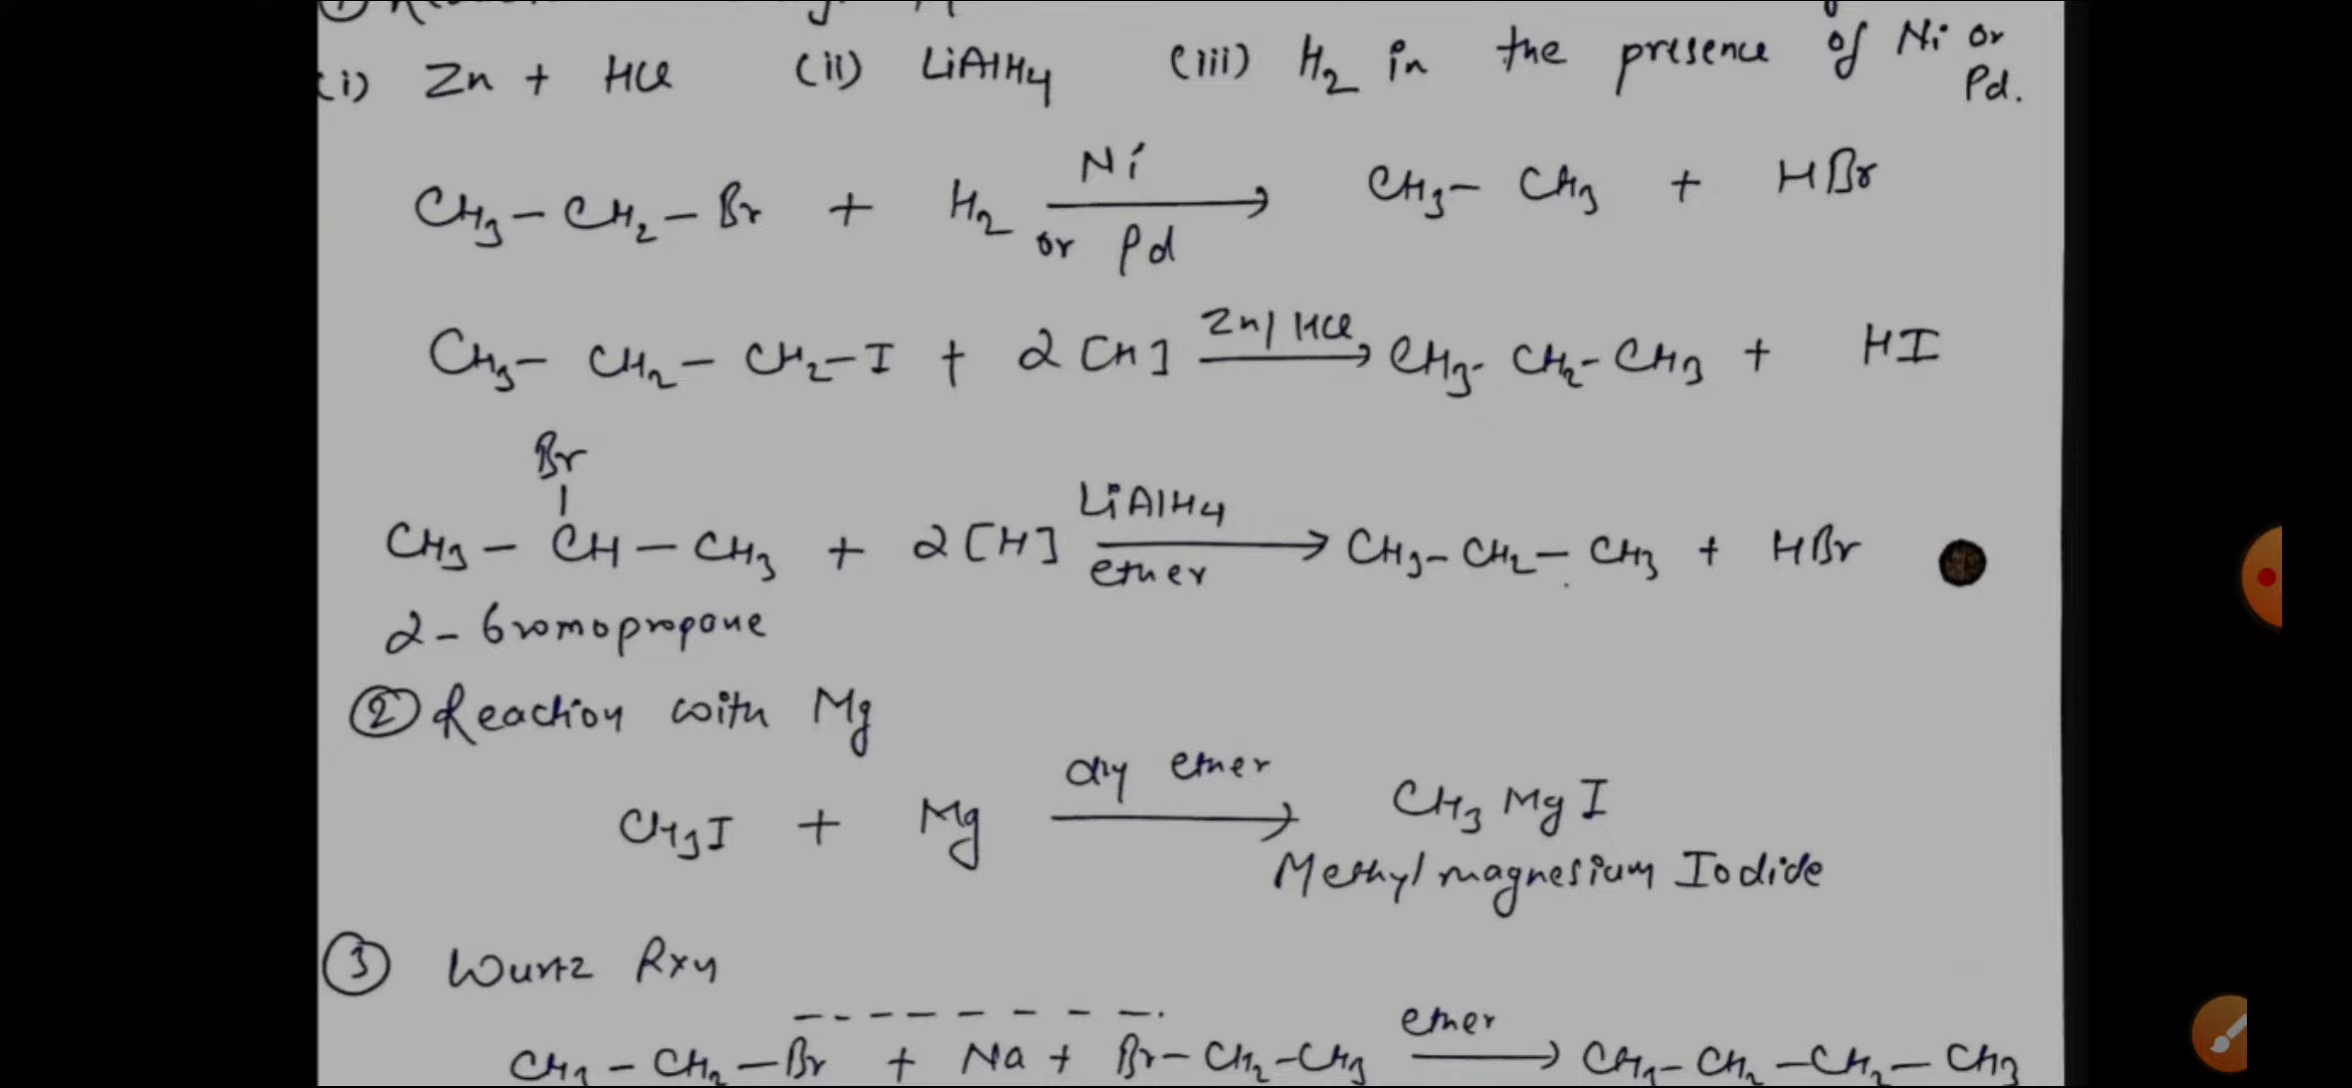 (i) Zn + HCl (ii) LiAlH4 (iii) H2 in the presence of Ni or Pd.
Ni
CH3 – CH2 – Br + H2 ⟶ CH3 – CH3 + HBr
or Pd
Zn/HCl
CH3 – CH2 – CH2 – I + 2[H] ⟶ CH3 - CH2 - CH3 + HI
Br
LiAlH4
CH3 – CH – CH3 + 2[H] ⟶ CH3 – CH2 – CH3 + HBr
ether
2 - bromopropane
② Reaction with Mg
dry ether
CH3I + Mg ⟶ CH3MgI
Methylmagnesium Iodide
③ Wurtz Rxn
ether
CH3 – CH2 – Br + Na + Br – CH2 – CH3 ⟶ CH3 – CH2 – CH2 – CH3